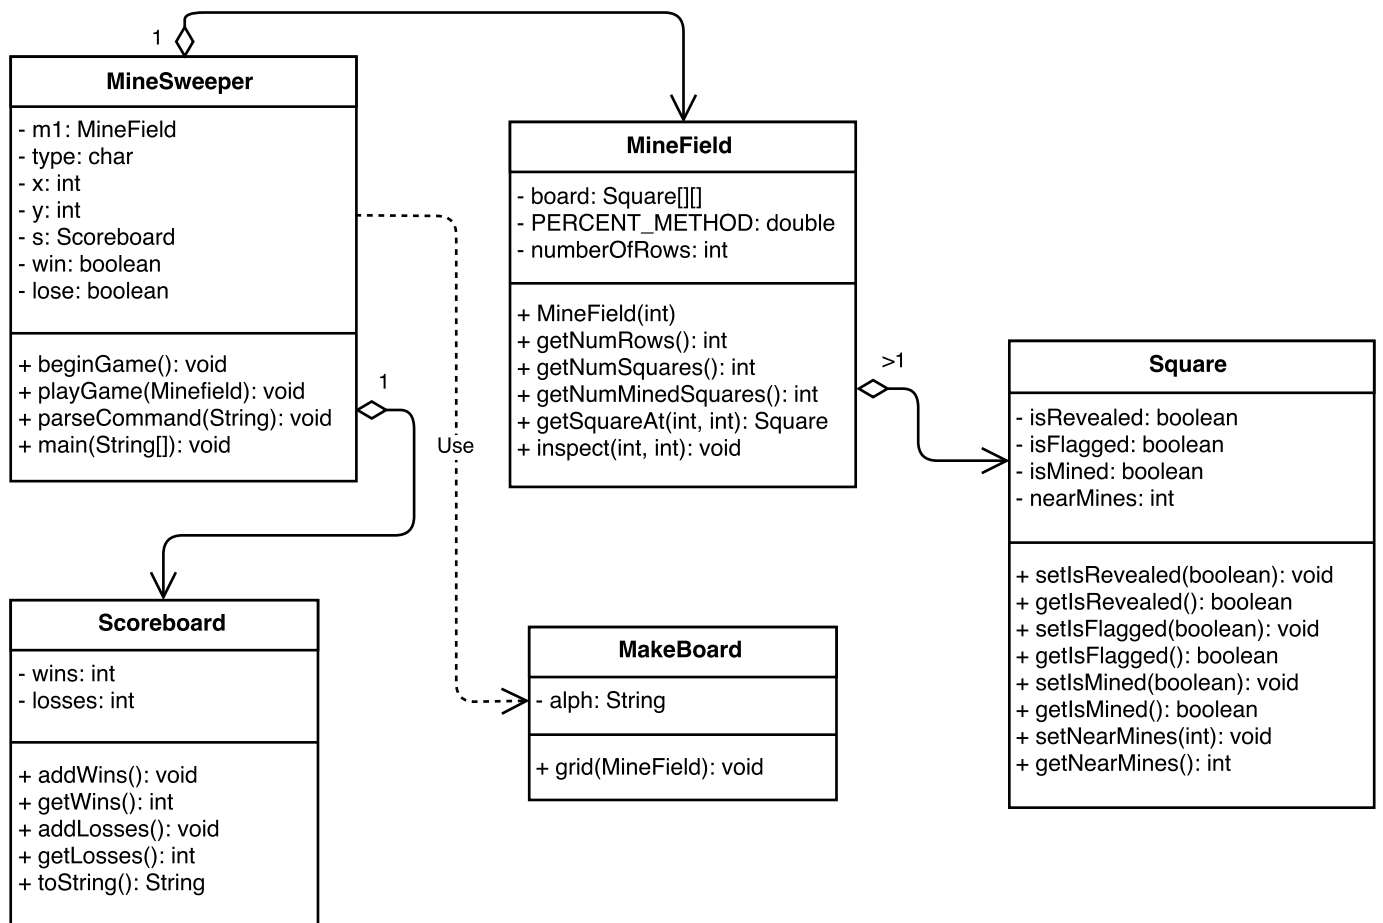 1
MineSweeper
- m1: MineField
- type: char
- x: int
- y: int
- s: Scoreboard
- win: boolean
- lose: boolean
+ beginGame(): void
+ playGame(Minefield): void
+ parseCommand(String): void
+ main(String[]): void
1
Use
MineField
- board: Square[][]
- PERCENT_METHOD: double
- numberOfRows: int
+ MineField(int)
+ getNumRows(): int
+ getNumSquares(): int
+ getNumMinedSquares(): int
+ getSquareAt(int, int): Square
+ inspect(int, int): void
>1
Square
- isRevealed: boolean
- isFlagged: boolean
- isMined: boolean
- nearMines: int
+ setIsRevealed(boolean): void
+ getIsRevealed(): boolean
+ setIsFlagged(boolean): void
+ getIsFlagged(): boolean
+ setIsMined(boolean): void
+ getIsMined(): boolean
+ setNearMines(int): void
+ getNearMines(): int
Scoreboard
- wins: int
- losses: int
+ addWins(): void
+ getWins(): int
+ addLosses(): void
+ getLosses(): int
+ toString(): String
MakeBoard
- alph: String
+ grid(MineField): void